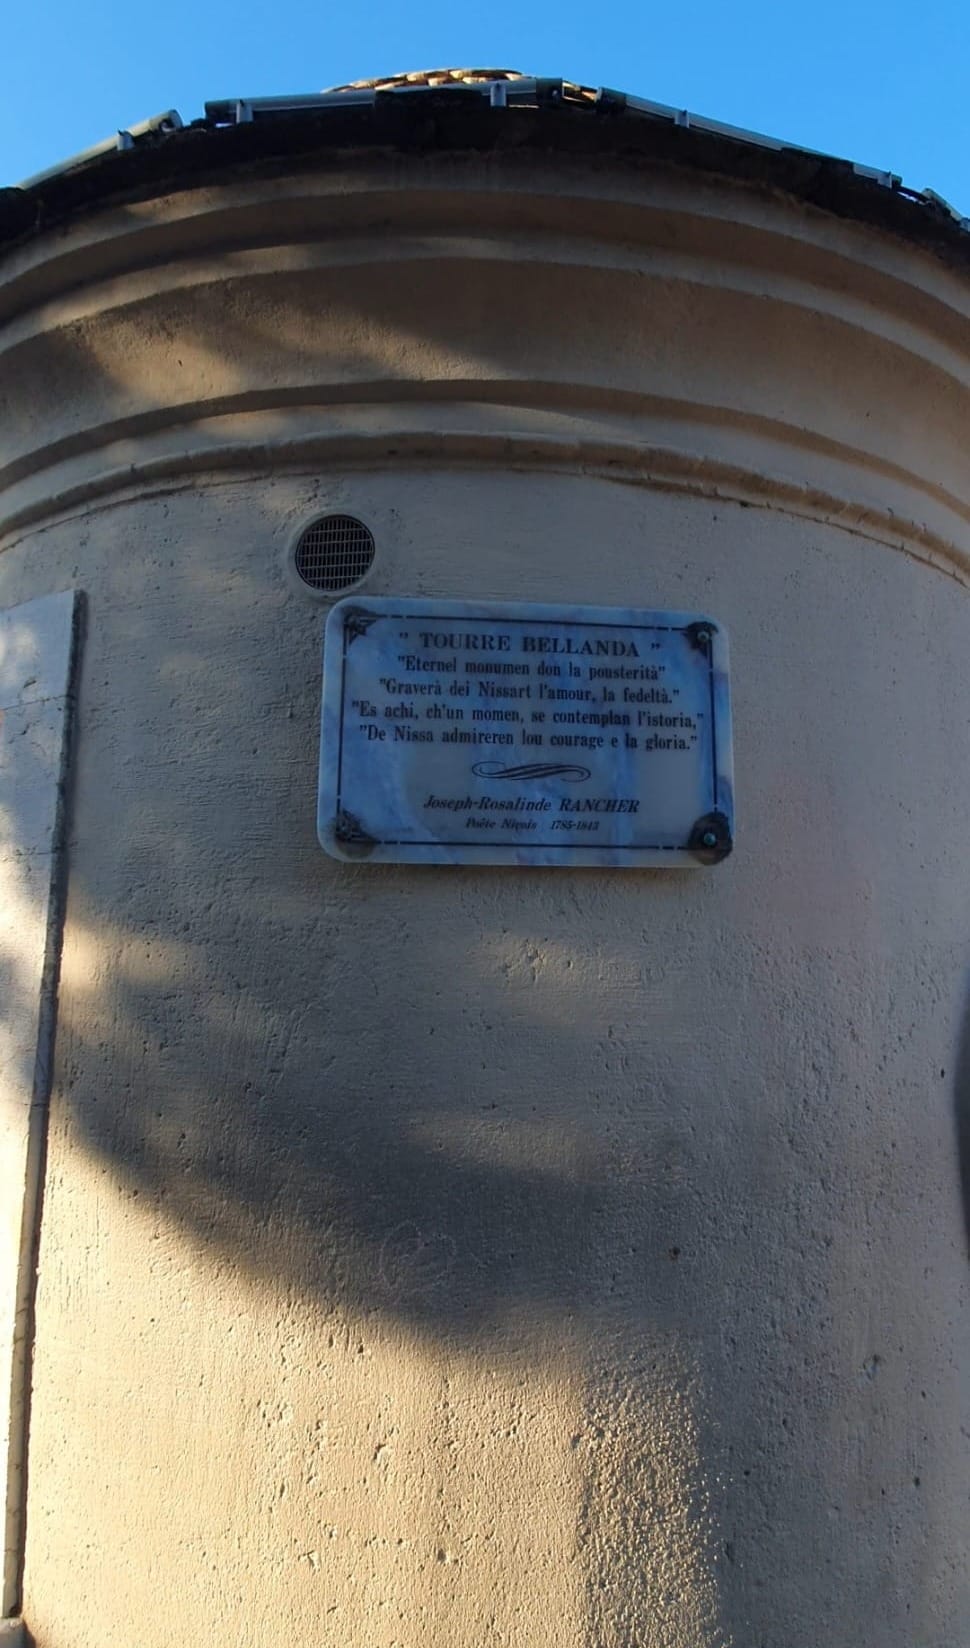 " TOURRE BELLANDA "
"Eternel monumen don la pousterità"
"Graverà dei Nissart l'amour, la fedeltà."
"Es achi, ch'un momen, se contemplan l'istoria,"
"De Nissa admireren lou courage e la gloria."
Joseph-Rosalinde RANCHER
Poète Niçois 1785-1843